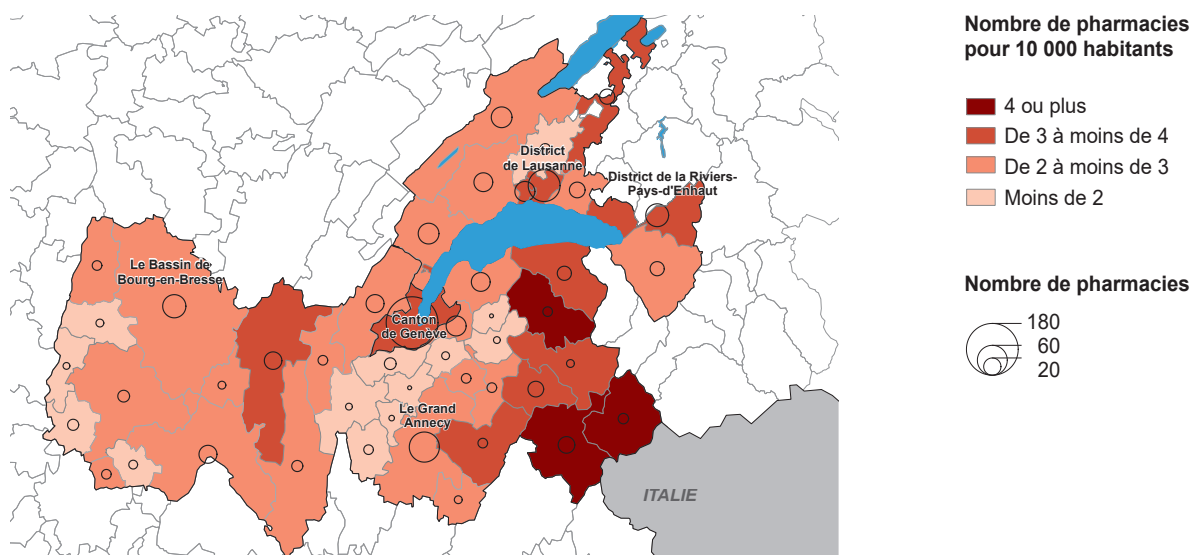 Nombre de pharmacies
pour 10 000 habitants
4 ou plus
De 3 à moins de 4
De 2 à moins de 3
Moins de 2
Nombre de pharmacies
180
60
20
District
de Lausanne
District de la Riviers-
Pays-d'Enhaut
Le Bassin de
Bourg-en-Bresse
Canton
de Genève
Le Grand
Annecy
ITALIE